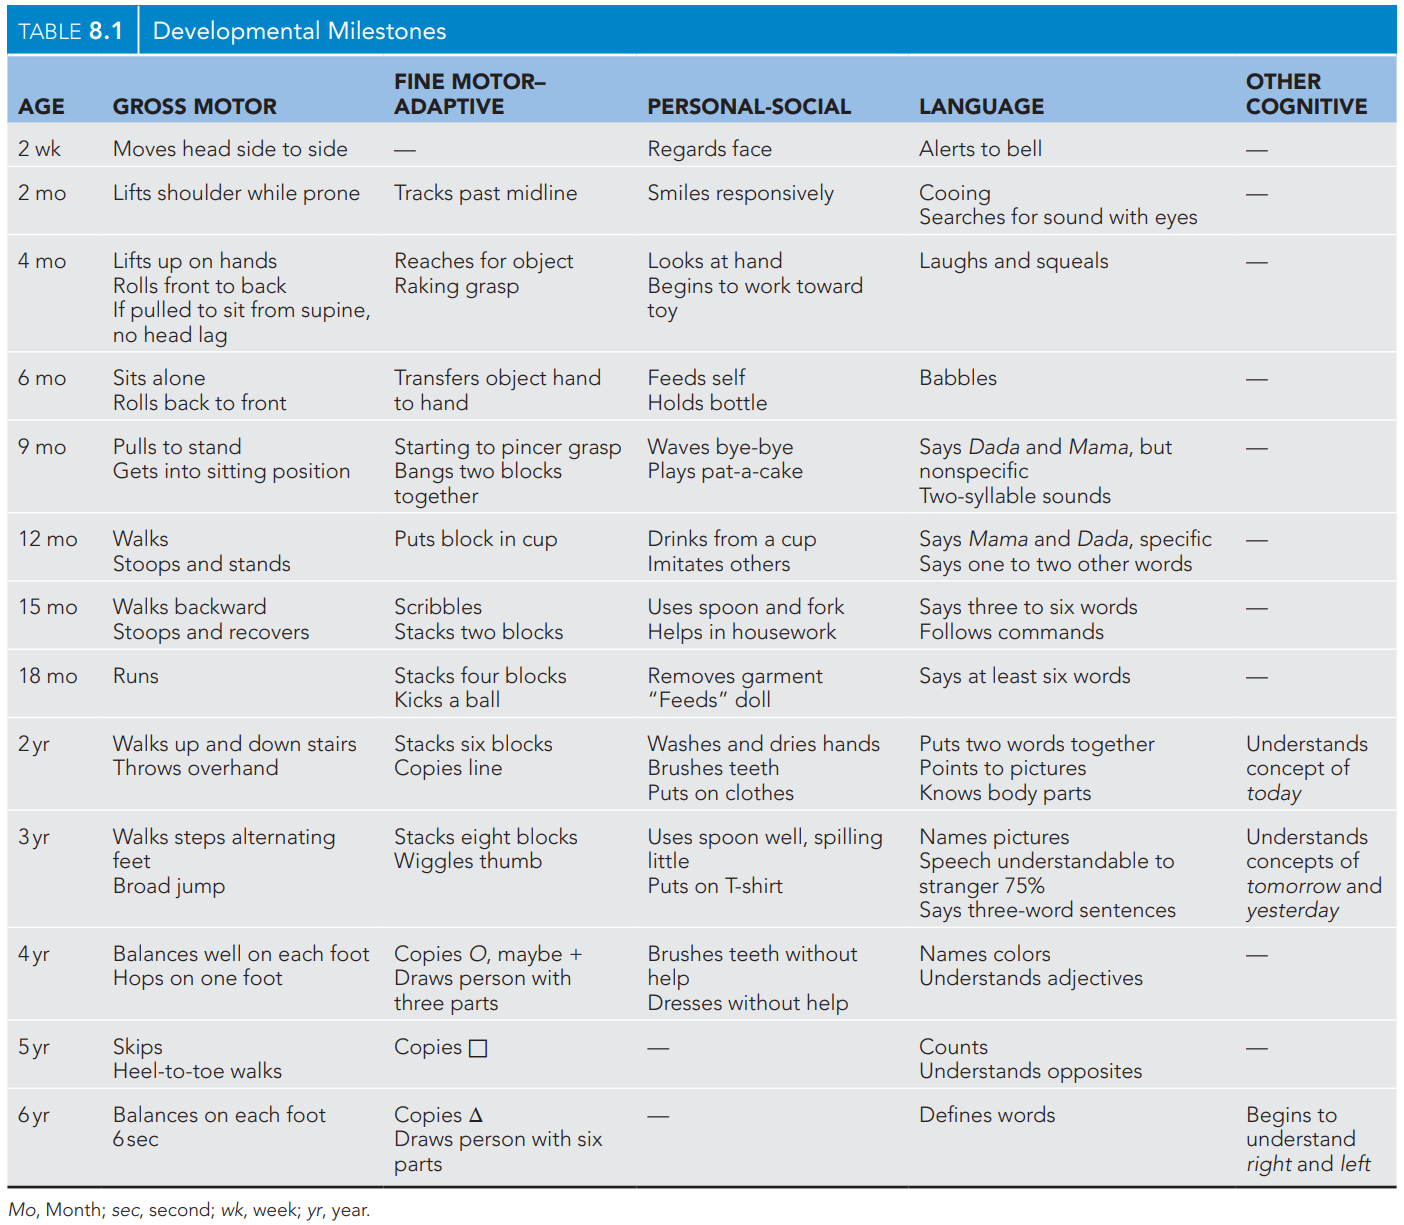 TABLE 8.1 Developmental Milestones
AGE GROSS MOTOR FINE MOTOR–ADAPTIVE PERSONAL-SOCIAL LANGUAGE OTHER COGNITIVE
2 wk Moves head side to side — Regards face Alerts to bell —
2 mo Lifts shoulder while prone Tracks past midline Smiles responsively Cooing —
Searches for sound with eyes
4 mo Lifts up on hands Reaches for object Looks at hand Laughs and squeals —
Rolls front to back Raking grasp Begins to work toward
If pulled to sit from supine, toy
no head lag
6 mo Sits alone Transfers object hand Feeds self Babbles —
Rolls back to front to hand Holds bottle
9 mo Pulls to stand Starting to pincer grasp Waves bye-bye Says Dada and Mama, but —
Gets into sitting position Bangs two blocks Plays pat-a-cake nonspecific
together Two-syllable sounds
12 mo Walks Puts block in cup Drinks from a cup Says Mama and Dada, specific —
Stoops and stands Imitates others Says one to two other words
15 mo Walks backward Scribbles Uses spoon and fork Says three to six words —
Stoops and recovers Stacks two blocks Helps in housework Follows commands
18 mo Runs Stacks four blocks Removes garment Says at least six words —
Kicks a ball “Feeds” doll
2 yr Walks up and down stairs Stacks six blocks Washes and dries hands Puts two words together Understands
Throws overhand Copies line Brushes teeth Points to pictures concept of
Puts on clothes Knows body parts today
3 yr Walks steps alternating Stacks eight blocks Uses spoon well, spilling Names pictures Understands
feet Wiggles thumb little Speech understandable to concepts of
Broad jump Puts on T-shirt stranger 75% tomorrow and
Says three-word sentences yesterday
4 yr Balances well on each foot Copies O, maybe + Brushes teeth without Names colors —
Hops on one foot Draws person with help Understands adjectives
three parts Dresses without help
5 yr Skips Copies □ — Counts —
Heel-to-toe walks Understands opposites
6 yr Balances on each foot Copies Δ — Defines words Begins to
6 sec Draws person with six understand
parts right and left
Mo, Month; sec, second; wk, week; yr, year.